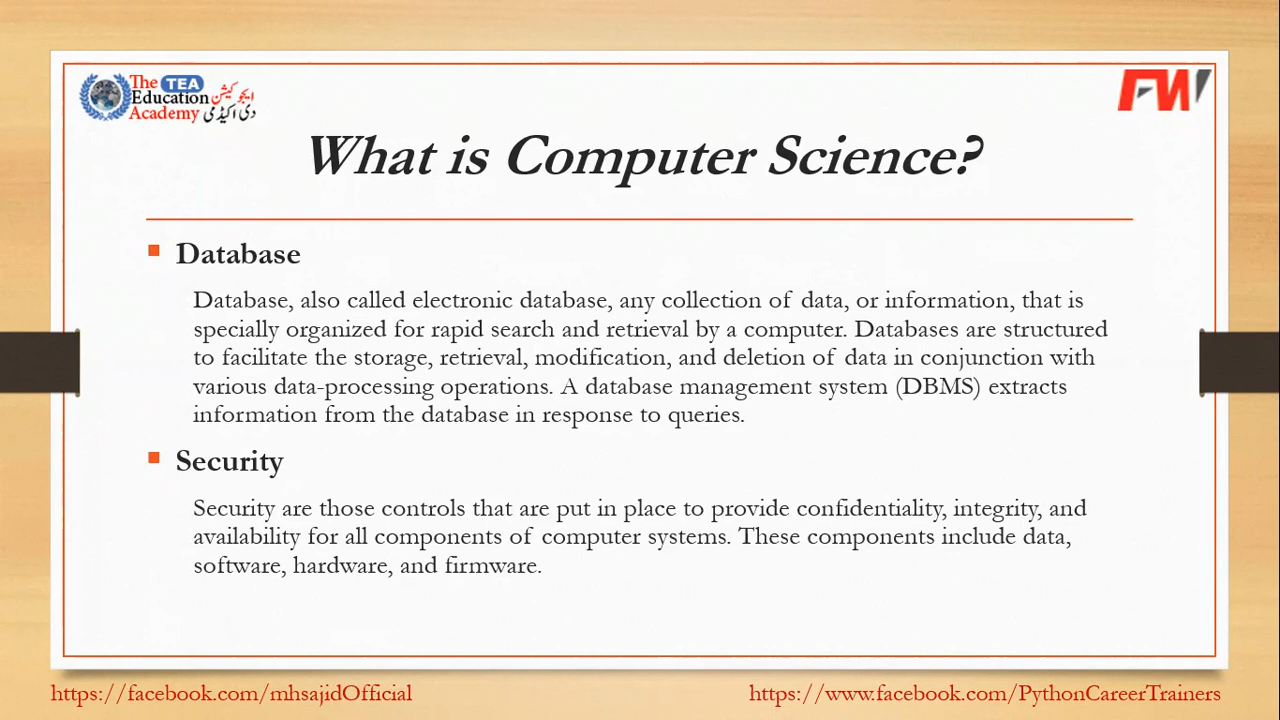 The TEA
Education ایجوکیشن
Academy دی اکیڈمی
FW
What is Computer Science?
Database
Database, also called electronic database, any collection of data, or information, that is
specially organized for rapid search and retrieval by a computer. Databases are structured
to facilitate the storage, retrieval, modification, and deletion of data in conjunction with
various data-processing operations. A database management system (DBMS) extracts
information from the database in response to queries.
Security
Security are those controls that are put in place to provide confidentiality, integrity, and
availability for all components of computer systems. These components include data,
software, hardware, and firmware.
https://facebook.com/mhsajidOfficial
https://www.facebook.com/PythonCareerTrainers